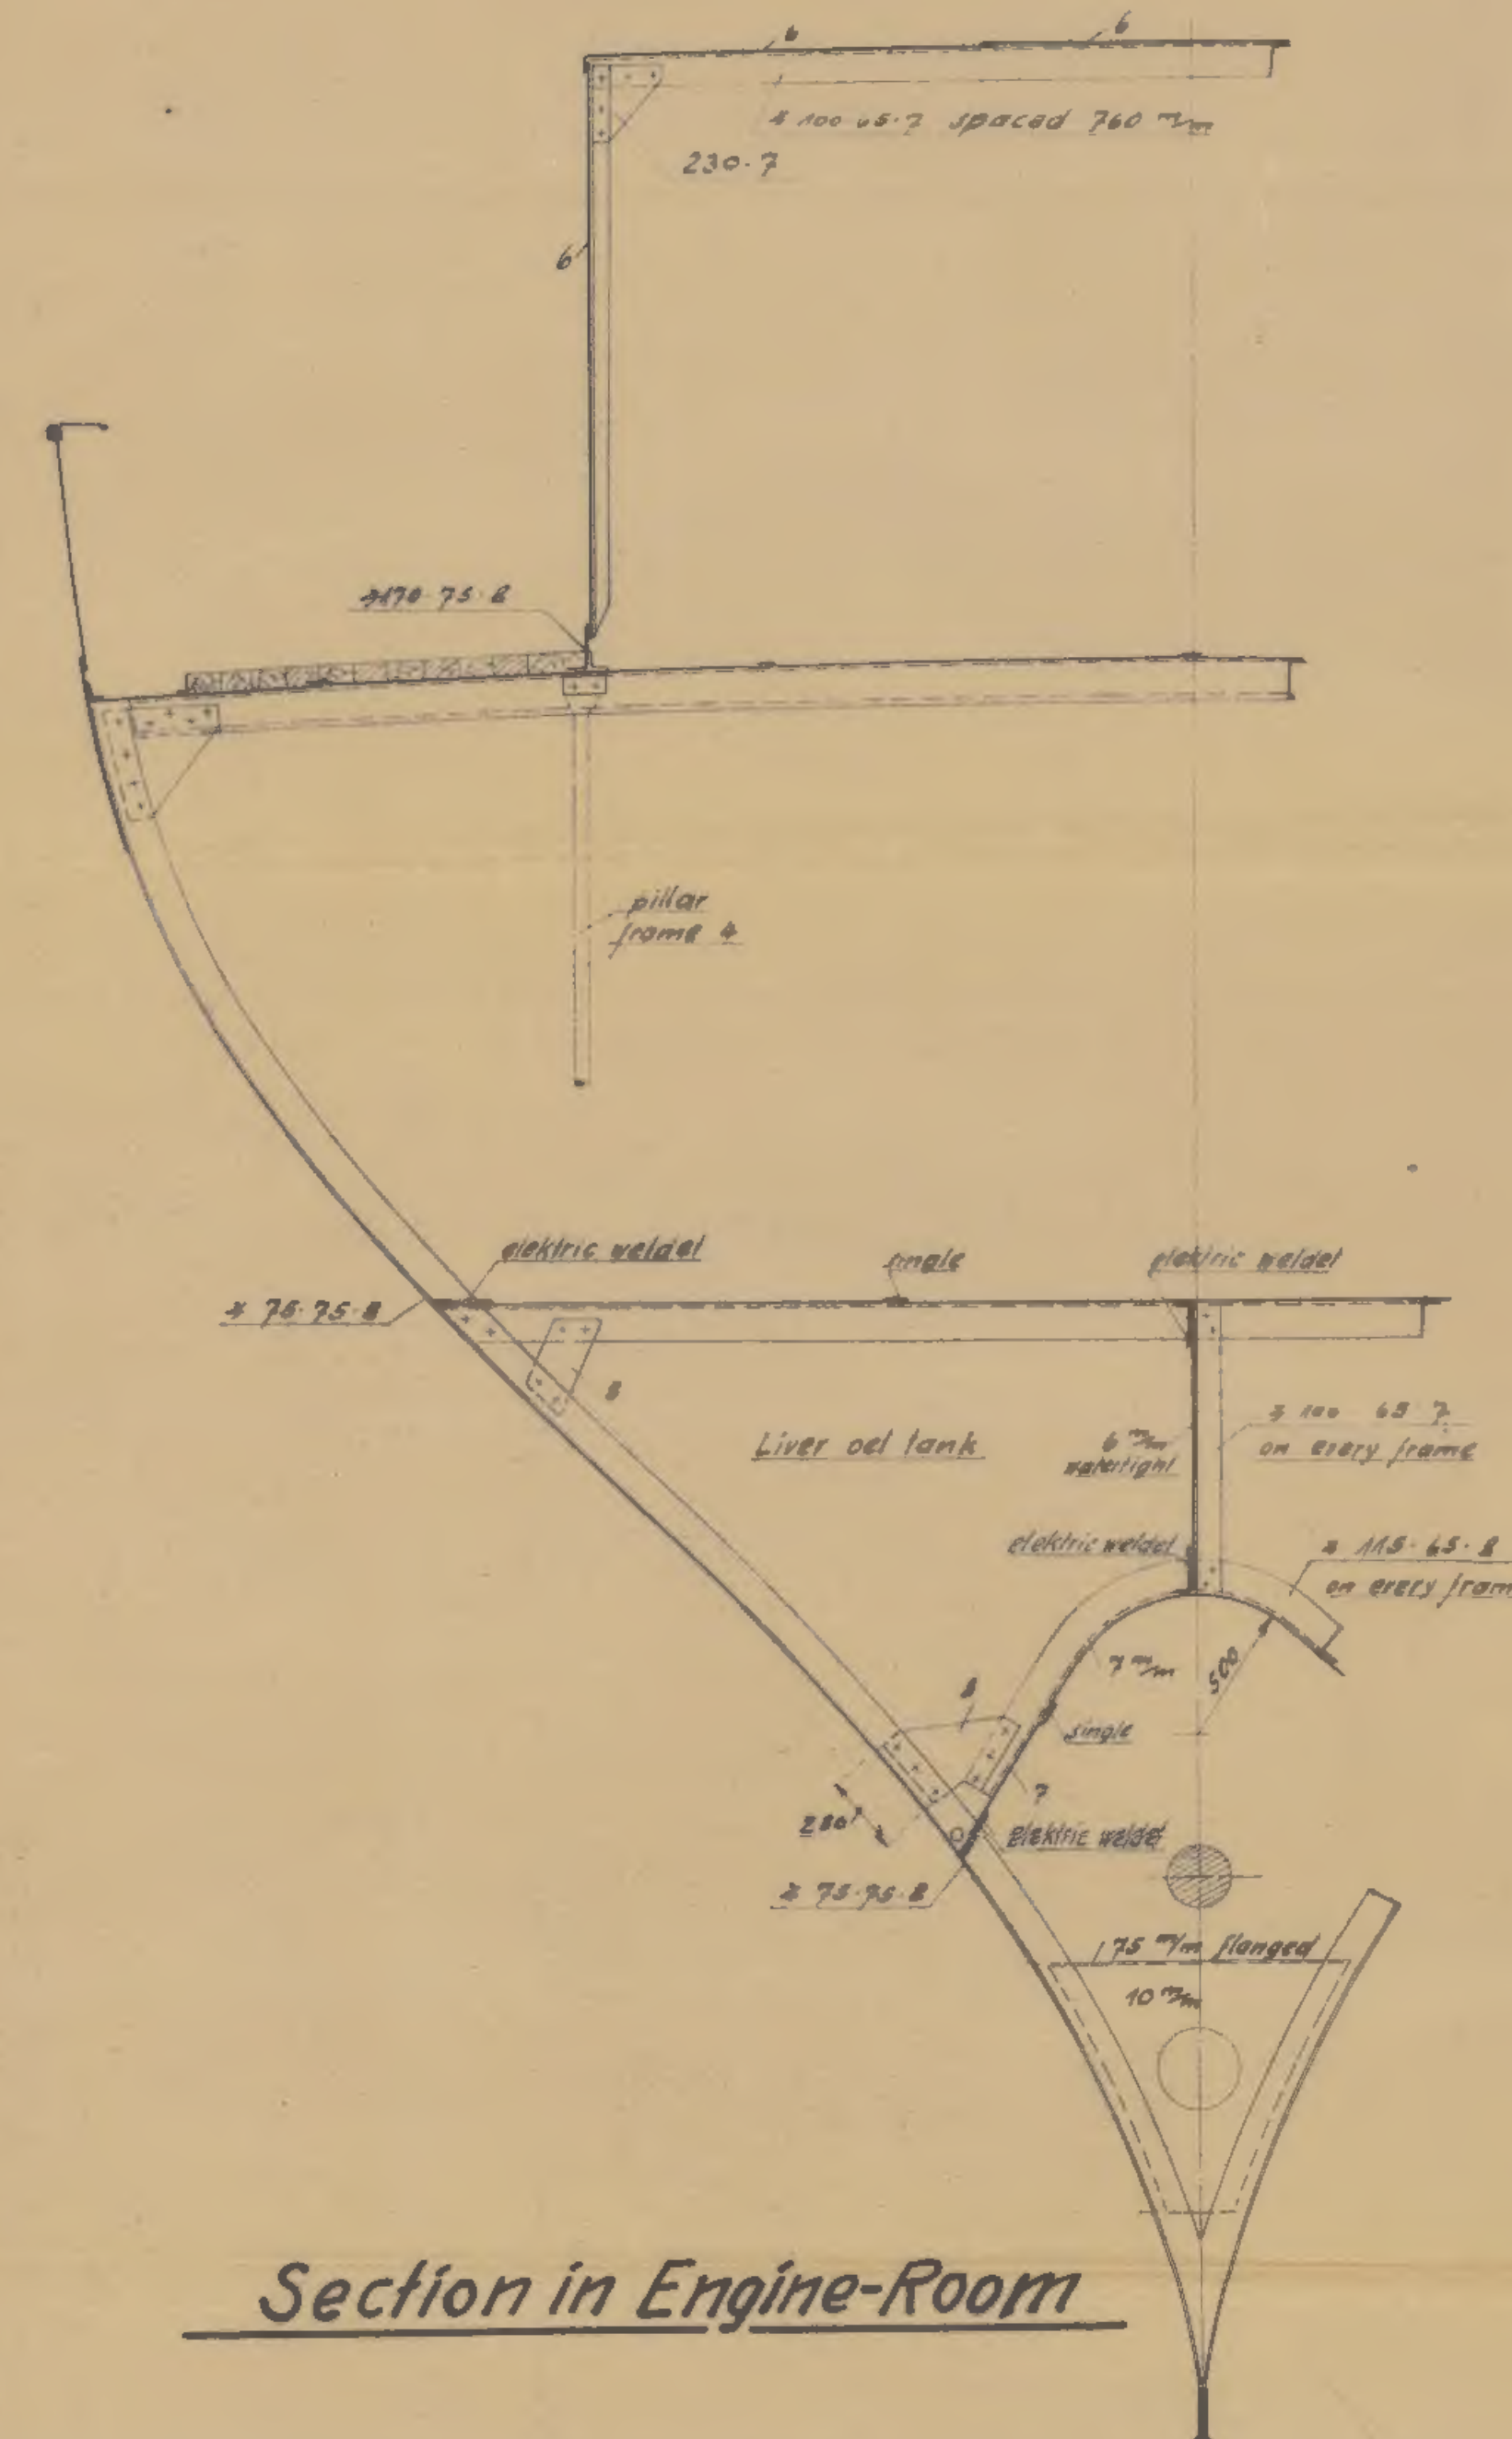 6
6
100·65·7 spaced 760 m/m
230·7
6
170·75·8
pillar
frame 4
elektric weldet
single
elektric weldet
75·75·8
8
Liver oel tank
6 m/m
watertight
100 65 7
on every frame
elektric weldet
115·65·8
on every fram
7 m/m
500
8
single
7
280
elektric weldet
75·75·8
75 m/m flanged
10 m/m
Section in Engine-Room